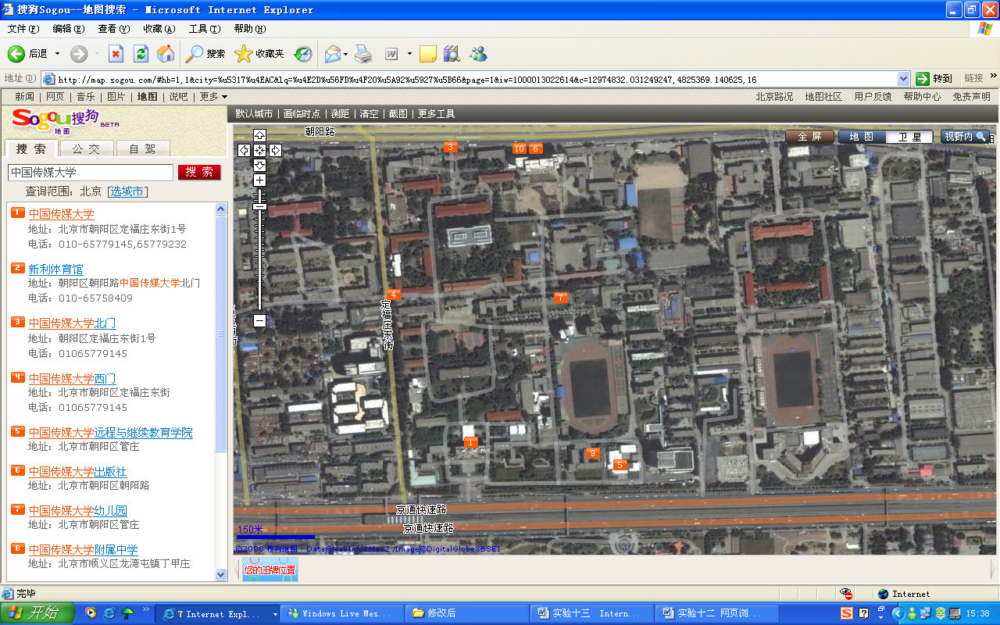 搜狗Sogou--地图搜索 - Microsoft Internet Explorer
文件(F) 编辑(E) 查看(V) 收藏(A) 工具(T) 帮助(H)
后退 搜索 收藏夹
地址(D) http://map.sogou.com/#hb=1,1&city=%u5317%u4EAC&lq=%u4E2D%u56FD%u4F20%u5A92%u5927%u5B66&page=1&iw=1000013022614&c=12974832.031249247,4825369.140625,16 转到 链接 »
新闻 | 网页 | 音乐 | 图片 | 地图 | 说吧 | 更多 北京路况 地图社区 用户反馈 帮助中心 免责声明
Sogou搜狗 地图 BETA
默认城市 | 画临时点 | 测距 | 清空 | 截图 | 更多工具
搜 索 公 交 自 驾
中国传媒大学 搜 索
查询范围: 北京 [选城市]
1 中国传媒大学
地址: 北京市朝阳区定福庄东街1号
电话: 010-65779145,65779232
2 新利体育馆
地址: 朝阳区朝阳路中国传媒大学北门
电话: 010-65758409
3 中国传媒大学北门
地址: 朝阳区定福庄东街1号
电话: 01065779145
4 中国传媒大学西门
地址: 北京市朝阳区定福庄东街
电话: 01065779145
5 中国传媒大学远程与继续教育学院
地址: 北京市朝阳区管庄
6 中国传媒大学出版社
地址: 北京市朝阳区朝阳路
7 中国传媒大学幼儿园
地址: 北京市朝阳区管庄
8 中国传媒大学附属中学
地址: 北京市顺义区龙湾屯镇丁甲庄
朝阳路
全 屏 地 图 卫 星 视野内
3 10 6
4 7
定福庄东街
1 9 5
京通快速路
京通快速路
150米
©2008 搜狗地图 - Data©NavInfo&Nav2 ,Image©DigitalGlobe&BSEI
您的王牌位置
完毕 Internet
开始 » 7 Internet Expl... Windows Live Mes... 修改后 实验十三 Intern... 实验十二 网页浏... 15:38